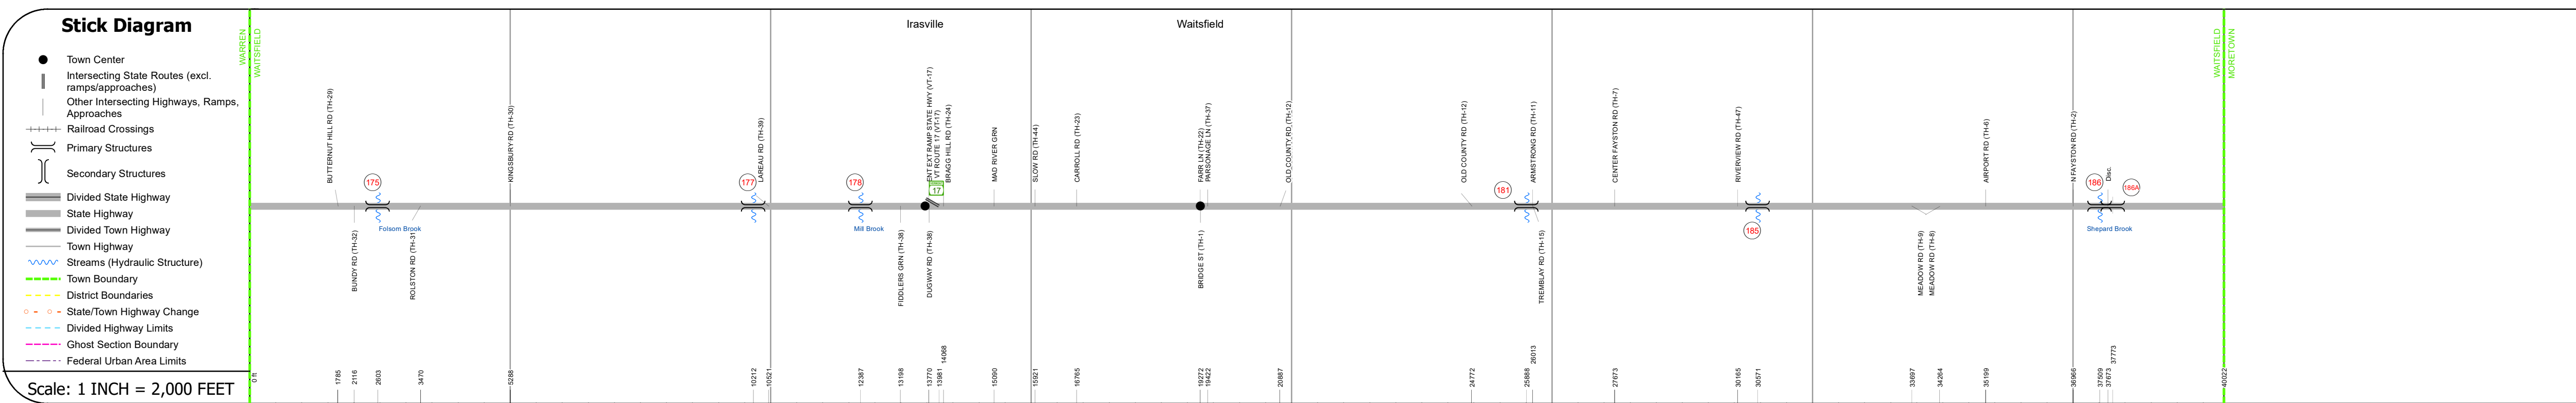 Stick Diagram
Town Center
Intersecting State Routes (excl.
ramps/approaches)
Other Intersecting Highways, Ramps,
Approaches
Railroad Crossings
Primary Structures
Secondary Structures
Divided State Highway
State Highway
Divided Town Highway
Town Highway
Streams (Hydraulic Structure)
Town Boundary
District Boundaries
State/Town Highway Change
Divided Highway Limits
Ghost Section Boundary
Federal Urban Area Limits
Scale: 1 INCH = 2,000 FEET
WARREN
WAITSFIELD
Irasville
Waitsfield
WAITSFIELD
MORETOWN
BUTTERNUT HILL RD (TH-29)
KINGSBURY RD (TH-30)
LAREAU RD (TH-39)
ENT EXT RAMP STATE HWY (VT-17)
VT ROUTE 17 (VT-17)
BRAGG HILL RD (TH-24)
MAD RIVER GRN
SLOW RD (TH-44)
CARROLL RD (TH-23)
FARR LN (TH-22)
PARSONAGE LN (TH-37)
OLD COUNTY RD (TH-12)
OLD COUNTY RD (TH-12)
ARMSTRONG RD (TH-11)
CENTER FAYSTON RD (TH-7)
RIVERVIEW RD (TH-47)
AIRPORT RD (TH-6)
N FAYSTON RD (TH-2)
Disc.
175
177
178
17
181
185
186
186A
Folsom Brook
Mill Brook
Shepard Brook
BUNDY RD (TH-32)
ROLSTON RD (TH-31
FIDDLERS GRN (TH-38)
DUGWAY RD (TH-38)
BRIDGE ST (TH-1)
TREMBLAY RD (TH-15)
MEADOW RD (TH-9)
MEADOW RD (TH-8)
0 ft
1785
2116
2603
3470
5288
10212
10521
12387
13198
13770
13981
14068
15090
15921
16765
19272
19422
20887
24772
25888
26013
27673
30165
30571
33697
34264
35199
36966
37509
37673
37773
40022